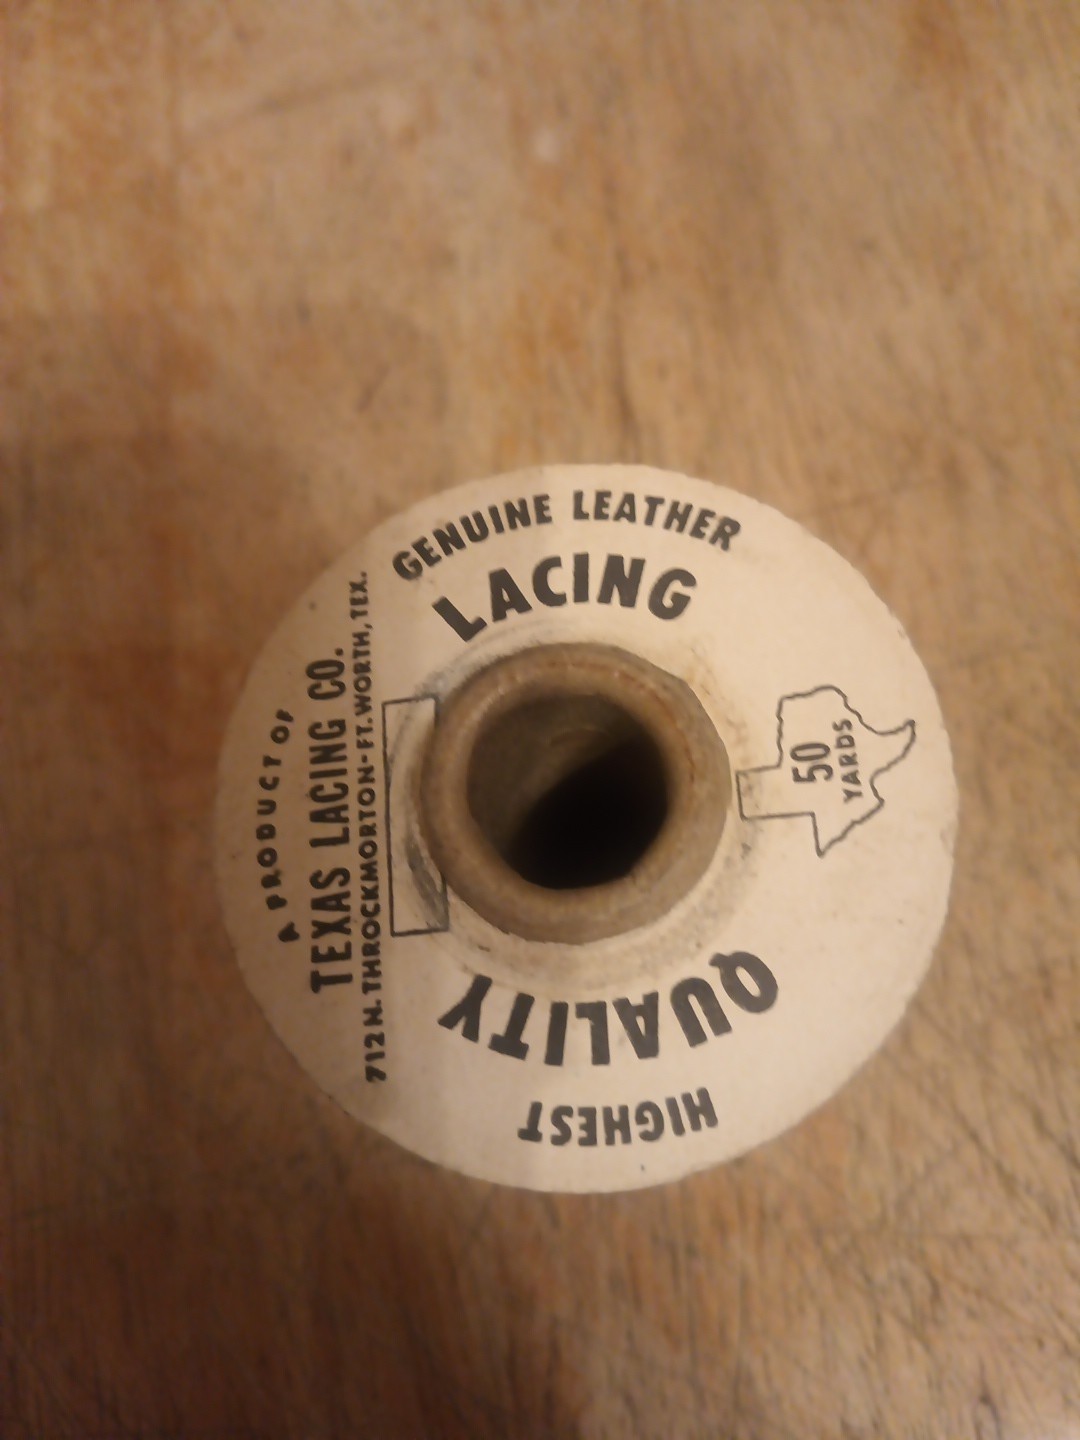 GENUINE LEATHER
LACING
50
YARDS
HIGHEST
QUALITY
A PRODUCT OF
TEXAS LACING CO.
712 N. THROCKMORTON-FT. WORTH, TEX.